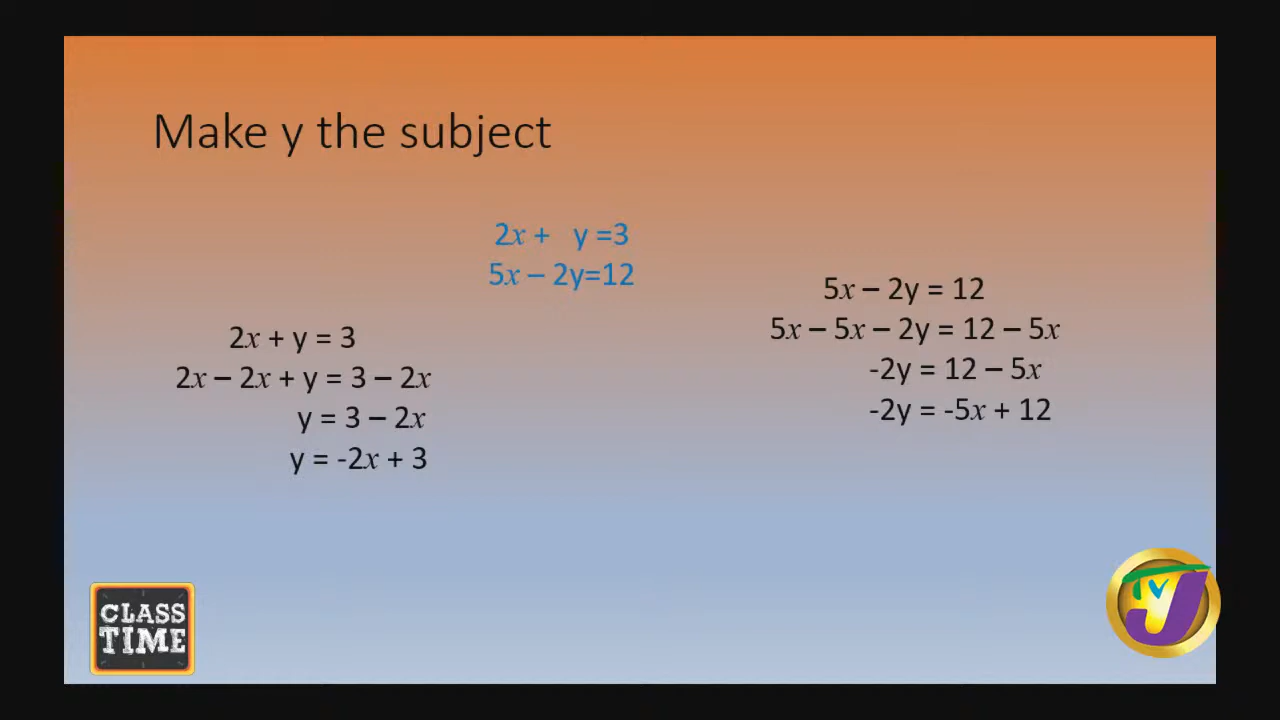 Make y the subject
2x + y =3
5x – 2y=12
2x + y = 3
2x – 2x + y = 3 – 2x
y = 3 – 2x
y = -2x + 3
5x – 2y = 12
5x – 5x – 2y = 12 – 5x
-2y = 12 – 5x
-2y = -5x + 12
CLASS
TIME
TVJ